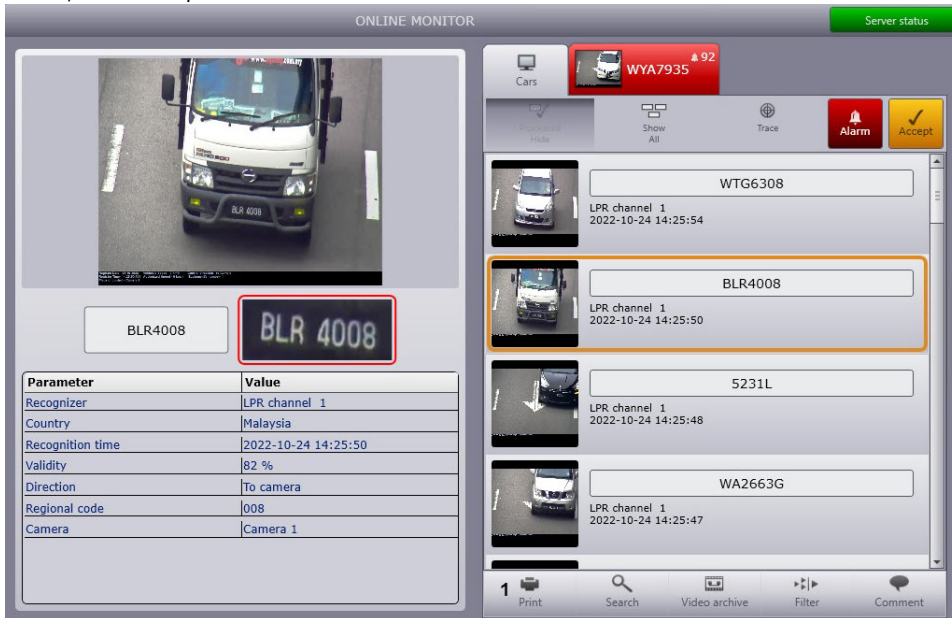 ONLINE MONITOR
Server status
BLR 4008
BLR4008
BLR 4008
Parameter Value
Recognizer LPR channel 1
Country Malaysia
Recognition time 2022-10-24 14:25:50
Validity 82 %
Direction To camera
Regional code 008
Camera Camera 1
Cars
WYA7935
92
Hide
Show
All
Trace
Alarm
Accept
WTG6308
LPR channel 1
2022-10-24 14:25:54
BLR4008
LPR channel 1
2022-10-24 14:25:50
5231L
LPR channel 1
2022-10-24 14:25:48
WA2663G
LPR channel 1
2022-10-24 14:25:47
1
Print
Search
Video archive
Filter
Comment